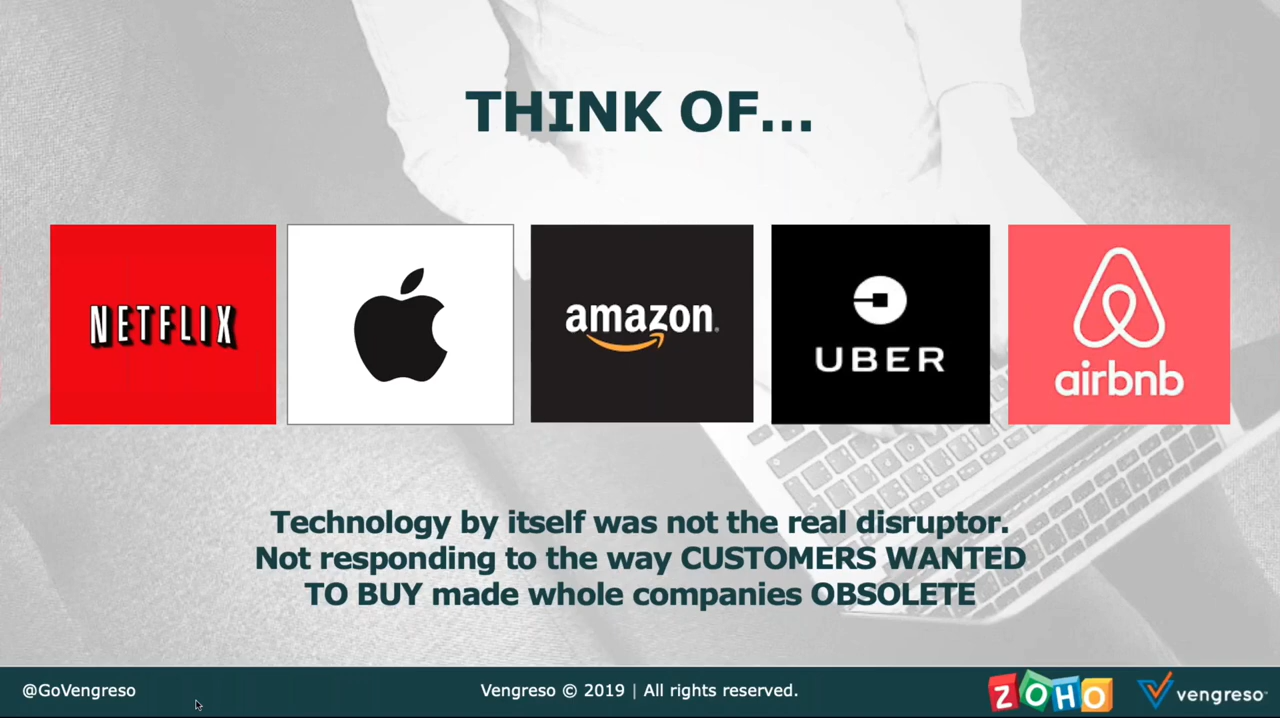 THINK OF...
NETFLIX
amazon
UBER
airbnb
Technology by itself was not the real disruptor.
Not responding to the way CUSTOMERS WANTED
TO BUY made whole companies OBSOLETE
@GoVengreso
Vengreso © 2019 | All rights reserved.
ZOHO
vengreso